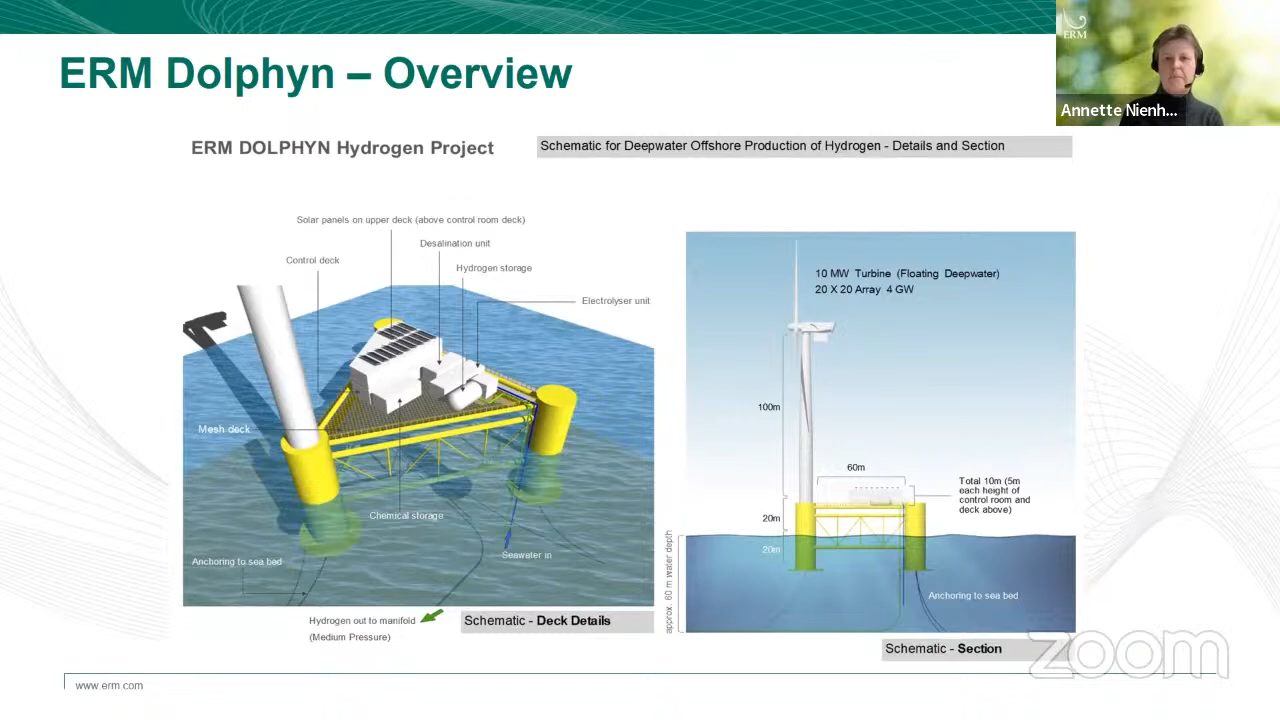 ERM
Annette Nienh...
ERM Dolphyn – Overview
ERM DOLPHYN Hydrogen Project
Schematic for Deepwater Offshore Production of Hydrogen - Details and Section
Solar panels on upper deck (above control room deck)
Desalination unit
Control deck
Hydrogen storage
Electrolyser unit
Mesh deck
Chemical storage
Seawater in
Anchoring to sea bed
Hydrogen out to manifold
(Medium Pressure)
Schematic - Deck Details
10 MW Turbine (Floating Deepwater)
20 X 20 Array 4 GW
100m
60m
Total 10m (5m
each height of
control room and
deck above)
20m
20m
approx. 60 m water depth
Anchoring to sea bed
Schematic - Section
zoom
www.erm.com